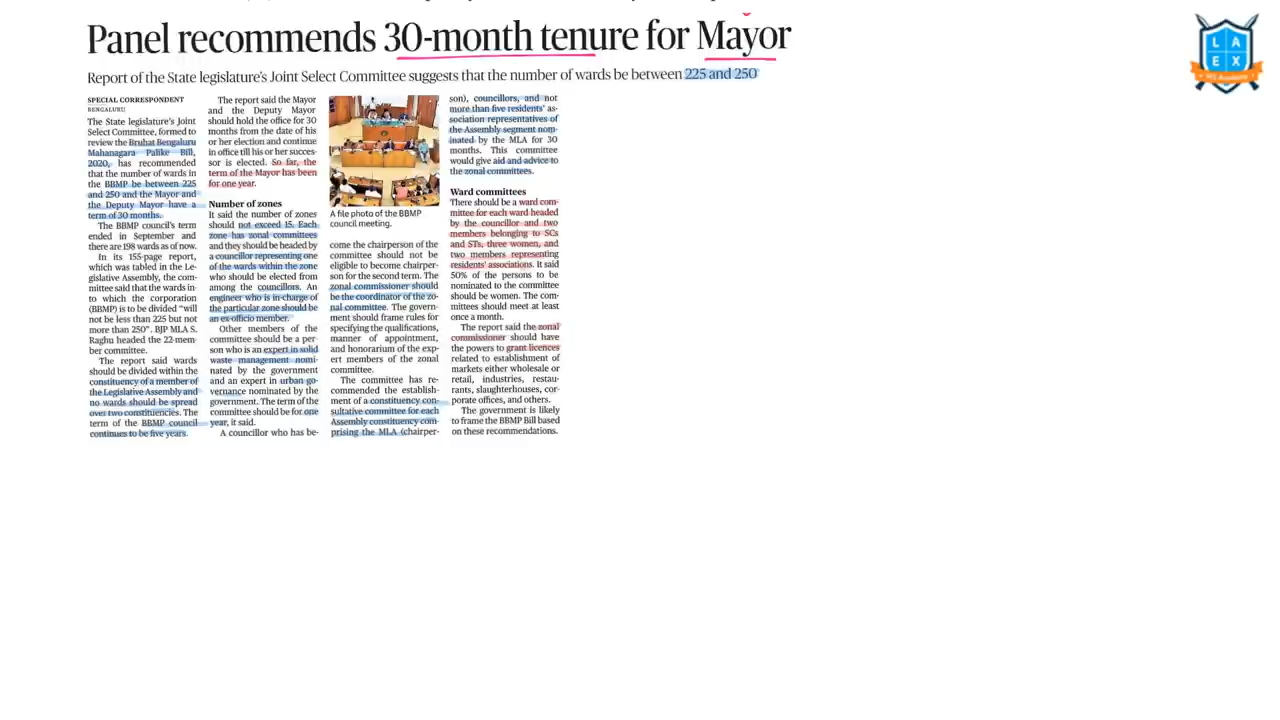 Panel recommends 30-month tenure for Mayor
Report of the State legislature's Joint Select Committee suggests that the number of wards be between 225 and 250
SPECIAL CORRESPONDENT
BENGALURU
The State legislature's Joint
Select Committee, formed to
review the Bruhat Bengaluru
Mahanagara Palike Bill,
2020, has recommended
that the number of wards in
the BBMP be between 225
and 250 and the Mayor and
the Deputy Mayor have a
term of 30 months.
The BBMP council's term
ended in September and
there are 198 wards as of now.
In its 155-page report,
which was tabled in the Le-
gislative Assembly, the com-
mittee said that the wards in-
to which the corporation
(BBMP) is to be divided "will
not be less than 225 but not
more than 250". BJP MLA S.
Raghu headed the 22-mem-
ber committee.
The report said wards
should be divided within the
constituency of a member of
the Legislative Assembly and
no wards should be spread
over two constituencies. The
term of the BBMP council
continues to be five years.
The report said the Mayor
and the Deputy Mayor
should hold the office for 30
months from the date of his
or her election and continue
in office till his or her succes-
sor is elected. So far, the
term of the Mayor has been
for one year.
Number of zones
It said the number of zones
should not exceed 15. Each
zone has zonal committees
and they should be headed by
a councillor representing one
of the wards within the zone
who should be elected from
among the councillors. An
engineer who is in-charge of
the particular zone should be
an ex-officio member.
Other members of the
committee should be a per-
son who is an expert in solid
waste management nomi-
nated by the government
and an expert in urban go-
vernance nominated by the
government. The term of the
committee should be for one
year, it said.
A councillor who has be-
A file photo of the BBMP
council meeting.
come the chairperson of the
committee should not be
eligible to become chairper-
son for the second term. The
zonal commissioner should
be the coordinator of the zo-
nal committee. The govern-
ment should frame rules for
specifying the qualifications,
manner of appointment,
and honorarium of the exp-
ert members of the zonal
committee.
The committee has re-
commended the establish-
ment of a constituency con-
sultative committee for each
Assembly constituency com-
prising the MLA (chairper-
son), councillors, and not
more than five residents' as-
sociation representatives of
the Assembly segment nom-
inated by the MLA for 30
months. This committee
would give aid and advice to
the zonal committees.
Ward committees
There should be a ward com-
mittee for each ward headed
by the councillor and two
members belonging to SCs
and STs, three women, and
two members representing
residents' associations. It said
50% of the persons to be
nominated to the committee
should be women. The com-
mittees should meet at least
once a month.
The report said the zonal
commissioner should have
the powers to grant licences
related to establishment of
markets either wholesale or
retail, industries, restau-
rants, slaughterhouses, cor-
porate offices, and others.
The government is likely
to frame the BBMP Bill based
on these recommendations.
L A
E X